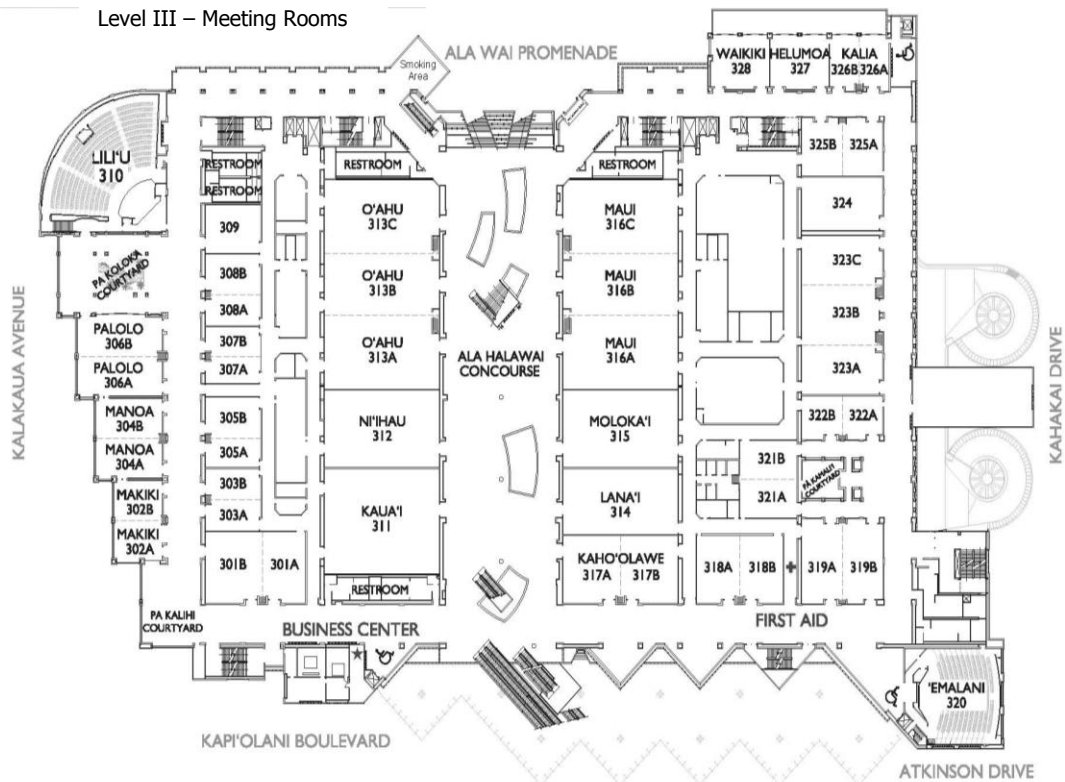 Level III – Meeting Rooms
ALA WAI PROMENADE
Smoking
Area
WAIKIKI
328
HELUMOA
327
KALIA
326B 326A
LILI'U
310
RESTROOM
RESTROOM
RESTROOM
RESTROOM
325B 325A
309
O'AHU
313C
MAUI
316C
324
PA KOLOKA
COURTYARD
308B
308A
O'AHU
313B
MAUI
316B
323C
323B
PALOLO
306B
PALOLO
306A
307B
307A
O'AHU
313A
ALA HALAWAI
CONCOURSE
MAUI
316A
323A
KALAKAUA AVENUE
KAHAKAI DRIVE
MANOA
304B
MANOA
304A
305B
305A
NI'IHAU
312
MOLOKA'I
315
322B 322A
321B
321A
PĀ KAMALI'I
COURTYARD
MAKIKI
302B
MAKIKI
302A
303B
303A
KAUA'I
311
LANA'I
314
301B 301A
KAHO'OLAWE
317A 317B
318A 318B
319A 319B
RESTROOM
PA KALIHI
COURTYARD
BUSINESS CENTER
FIRST AID
'EMALANI
320
KAPI'OLANI BOULEVARD
ATKINSON DRIVE